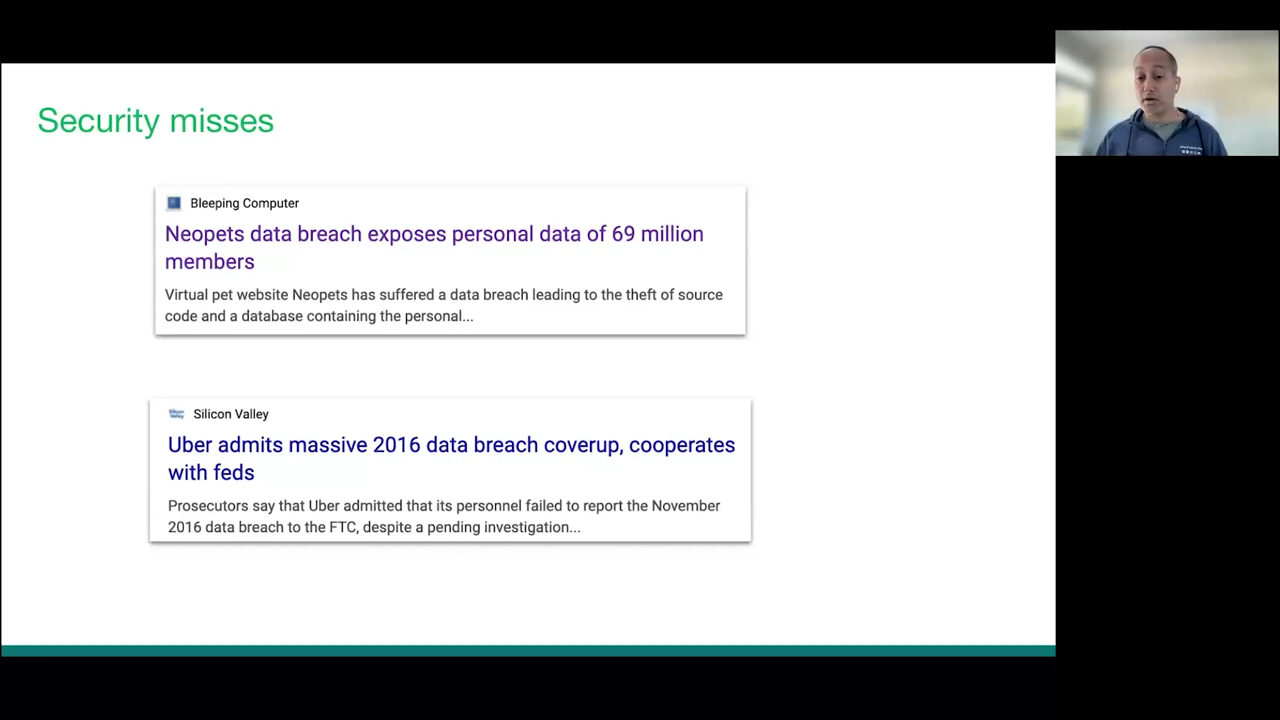 Security misses
Bleeping Computer
Neopets data breach exposes personal data of 69 million
members
Virtual pet website Neopets has suffered a data breach leading to the theft of source
code and a database containing the personal...
Silicon Valley
Uber admits massive 2016 data breach coverup, cooperates
with feds
Prosecutors say that Uber admitted that its personnel failed to report the November
2016 data breach to the FTC, despite a pending investigation...